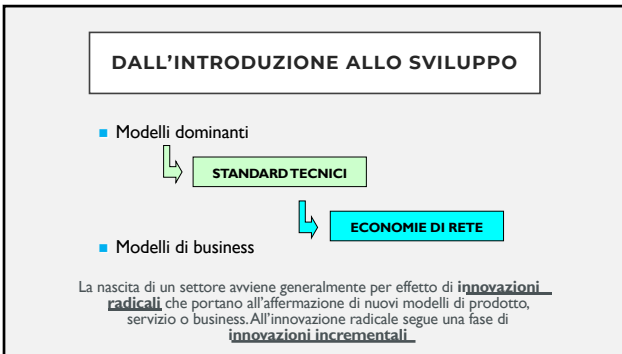 DALL’INTRODUZIONE ALLO SVILUPPO
Modelli dominanti
STANDARD TECNICI
ECONOMIE DI RETE
Modelli di business
La nascita di un settore avviene generalmente per effetto di innovazioni
radicali che portano all’affermazione di nuovi modelli di prodotto,
servizio o business. All’innovazione radicale segue una fase di
innovazioni incrementali